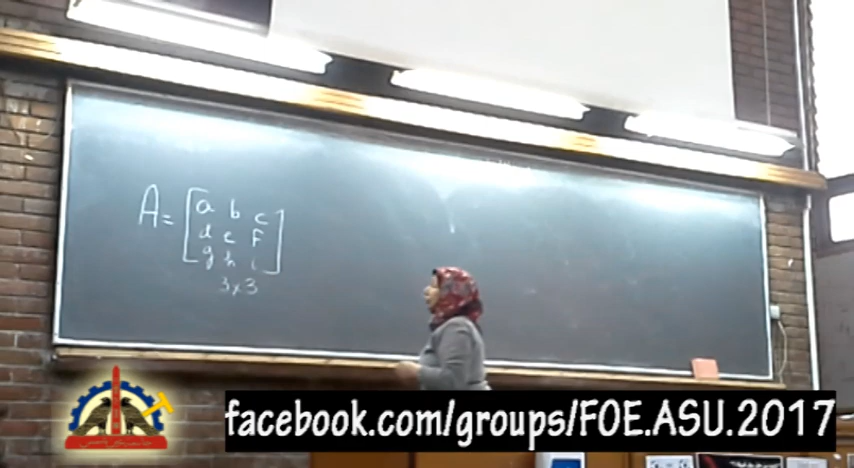 A = [a b c
d e f
g h i]
3x3
facebook.com/groups/FOE.ASU.2017